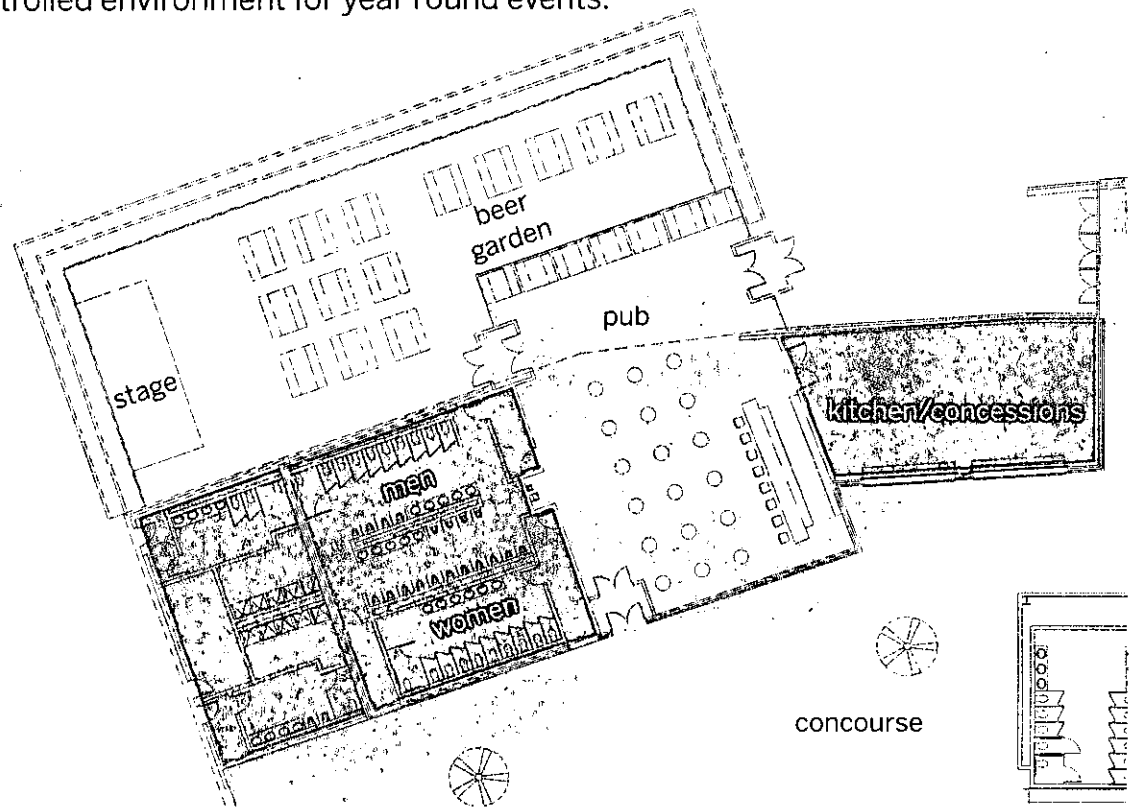 trolled environment for year round events.
beer
garden
pub
stage
kitchen/concessions
men
women
concourse